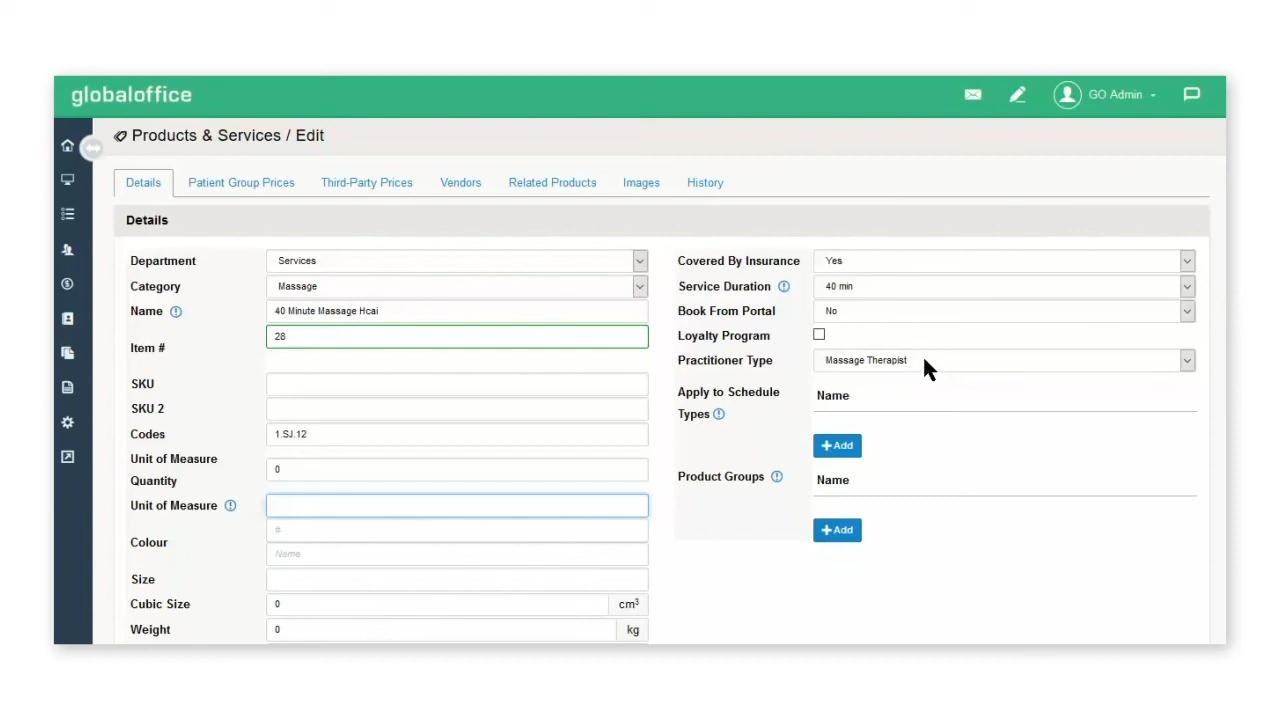 globaloffice
GO Admin
Products & Services / Edit
Details
Patient Group Prices
Third-Party Prices
Vendors
Related Products
Images
History
Details
Department
Services
Category
Massage
Name
40 Minute Massage Hcai
Item #
28
SKU
SKU 2
Codes
1.SJ.12
Unit of Measure
Quantity
0
Unit of Measure
Colour
#
Name
Size
Cubic Size
0
cm³
Weight
0
kg
Covered By Insurance
Yes
Service Duration
40 min
Book From Portal
No
Loyalty Program
Practitioner Type
Massage Therapist
Apply to Schedule
Types
Name
+Add
Product Groups
Name
+Add